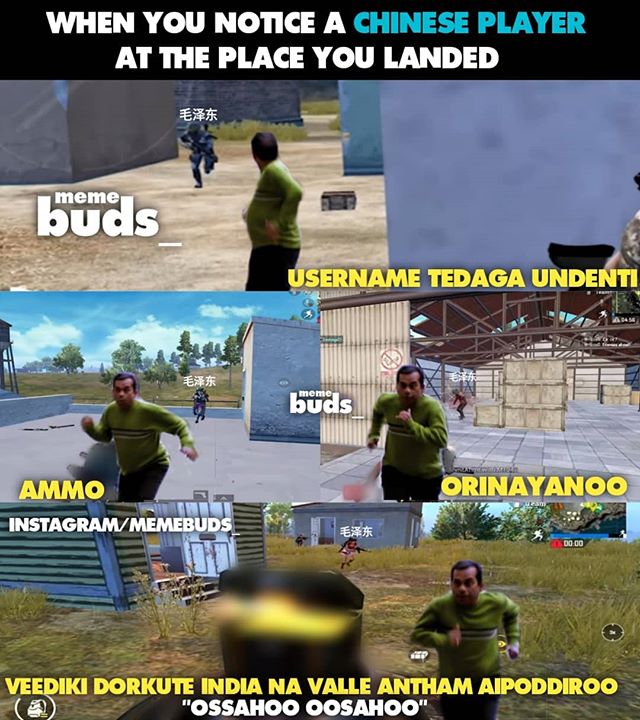 WHEN YOU NOTICE A CHINESE PLAYER
AT THE PLACE YOU LANDED
毛泽东
meme
buds_
USERNAME TEDAGA UNDENTI
毛泽东
毛泽东
meme
buds_
AMMO
ORINAYANOO
INSTAGRAM/MEMEBUDS_
毛泽东
00:00
VEEDIKI DORKUTE INDIA NA VALLE ANTHAM AIPODDIROO
"OSSAHOO OOSAHOO"